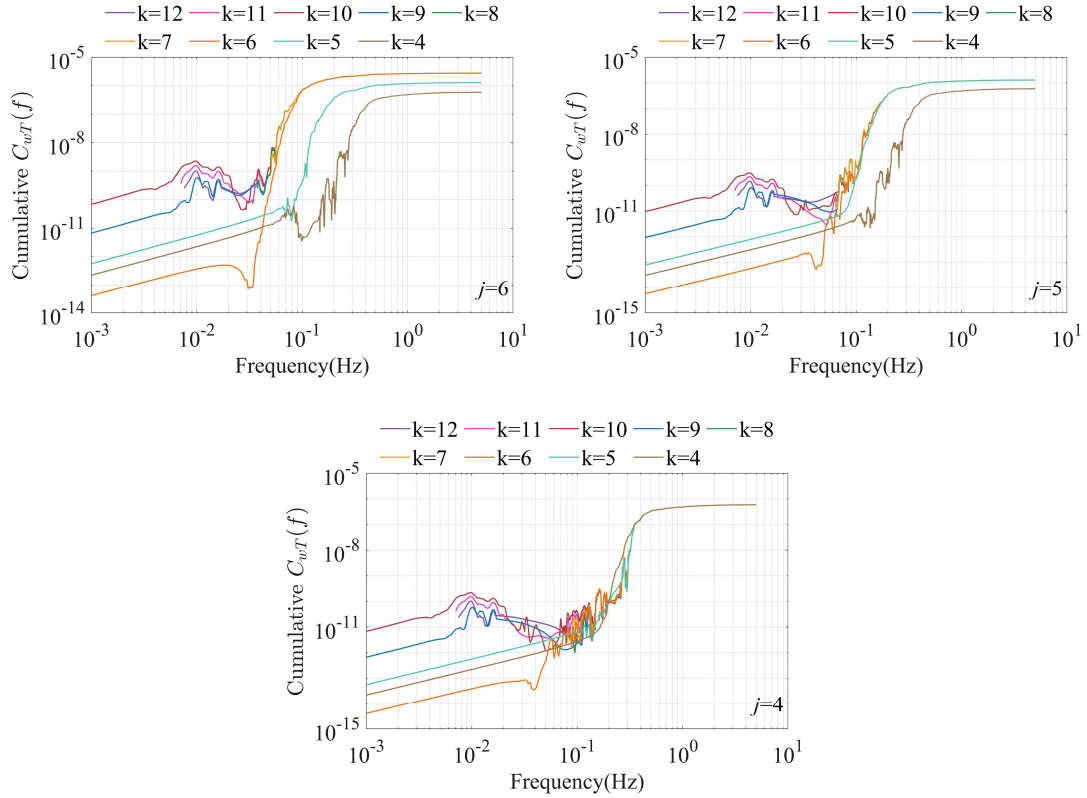 k=12 k=11 k=10 k=9 k=8
k=7 k=6 k=5 k=4
10^-5
10^-8
10^-11
10^-14
Cumulative C_wT(f)
j=6
10^-3 10^-2 10^-1 10^0 10^1
Frequency(Hz)
k=12 k=11 k=10 k=9 k=8
k=7 k=6 k=5 k=4
10^-5
10^-8
10^-11
10^-15
Cumulative C_wT(f)
j=5
10^-3 10^-2 10^-1 10^0 10^1
Frequency(Hz)
k=12 k=11 k=10 k=9 k=8
k=7 k=6 k=5 k=4
10^-5
10^-8
10^-11
10^-15
Cumulative C_wT(f)
j=4
10^-3 10^-2 10^-1 10^0 10^1
Frequency(Hz)